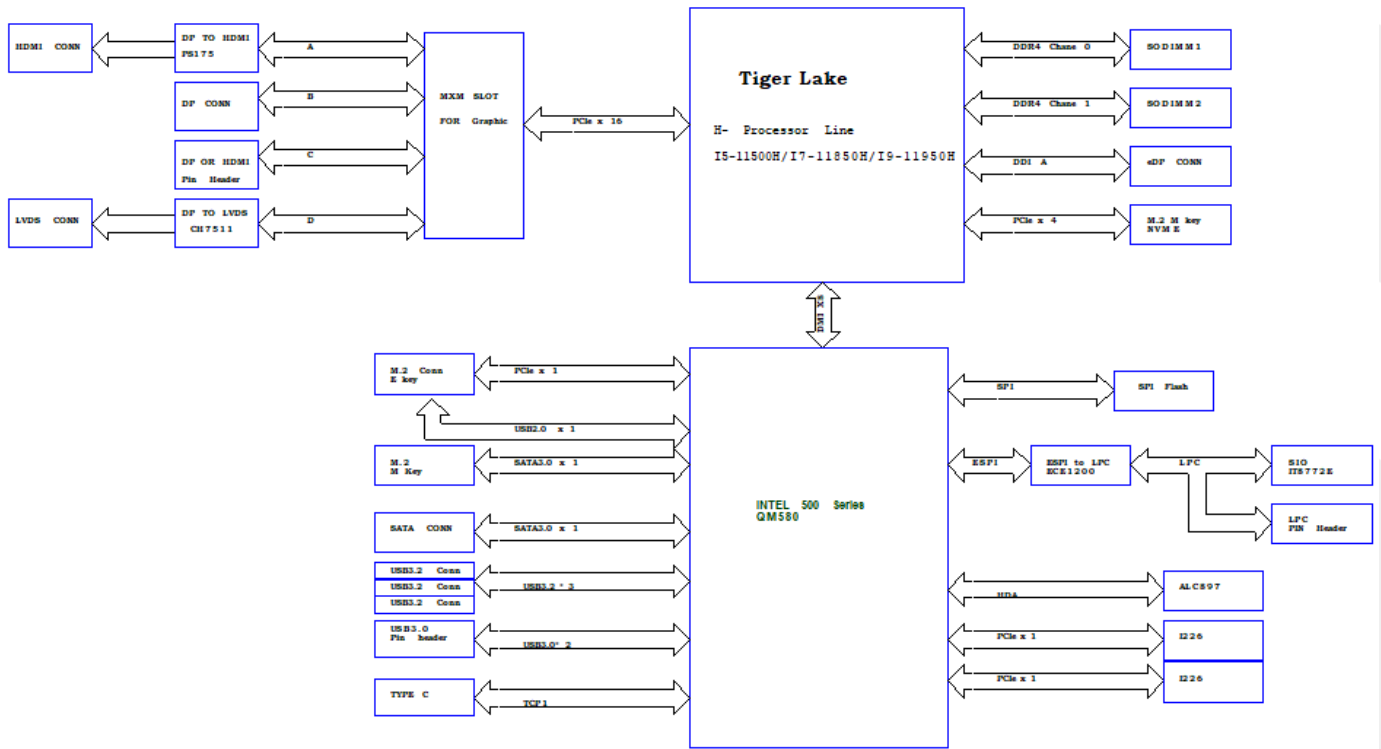 HDMI CONN
DP TO HDMI
PS175
A
DP CONN
B
MXM SLOT
FOR Graphic
PCIe x 16
DP OR HDMI
Pin Header
C
LVDS CONN
DP TO LVDS
CH7511
D
Tiger Lake
H- Processor Line
I5-11500H/I7-11850H/I9-11950H
DDR4 Chane 0
SODIMM1
DDR4 Chane 1
SODIMM2
DDI A
eDP CONN
PCIe x 4
M.2 M key
NVME
DMI X8
M.2 Conn
E key
PCIe x 1
USB2.0 x 1
M.2
M Key
SATA3.0 x 1
SATA CONN
SATA3.0 x 1
USB3.2 Conn
USB3.2 Conn
USB3.2 Conn
USB3.2 * 3
USB3.0
Pin header
USB3.0* 2
TYPE C
TCP1
INTEL 500 Series
QM580
SPI
SPI Flash
ESPI
ESPI to LPC
ECE1200
LPC
SIO
IT8772E
LPC
PIN Header
HDA
ALC897
PCIe x 1
I226
PCIe x 1
I226